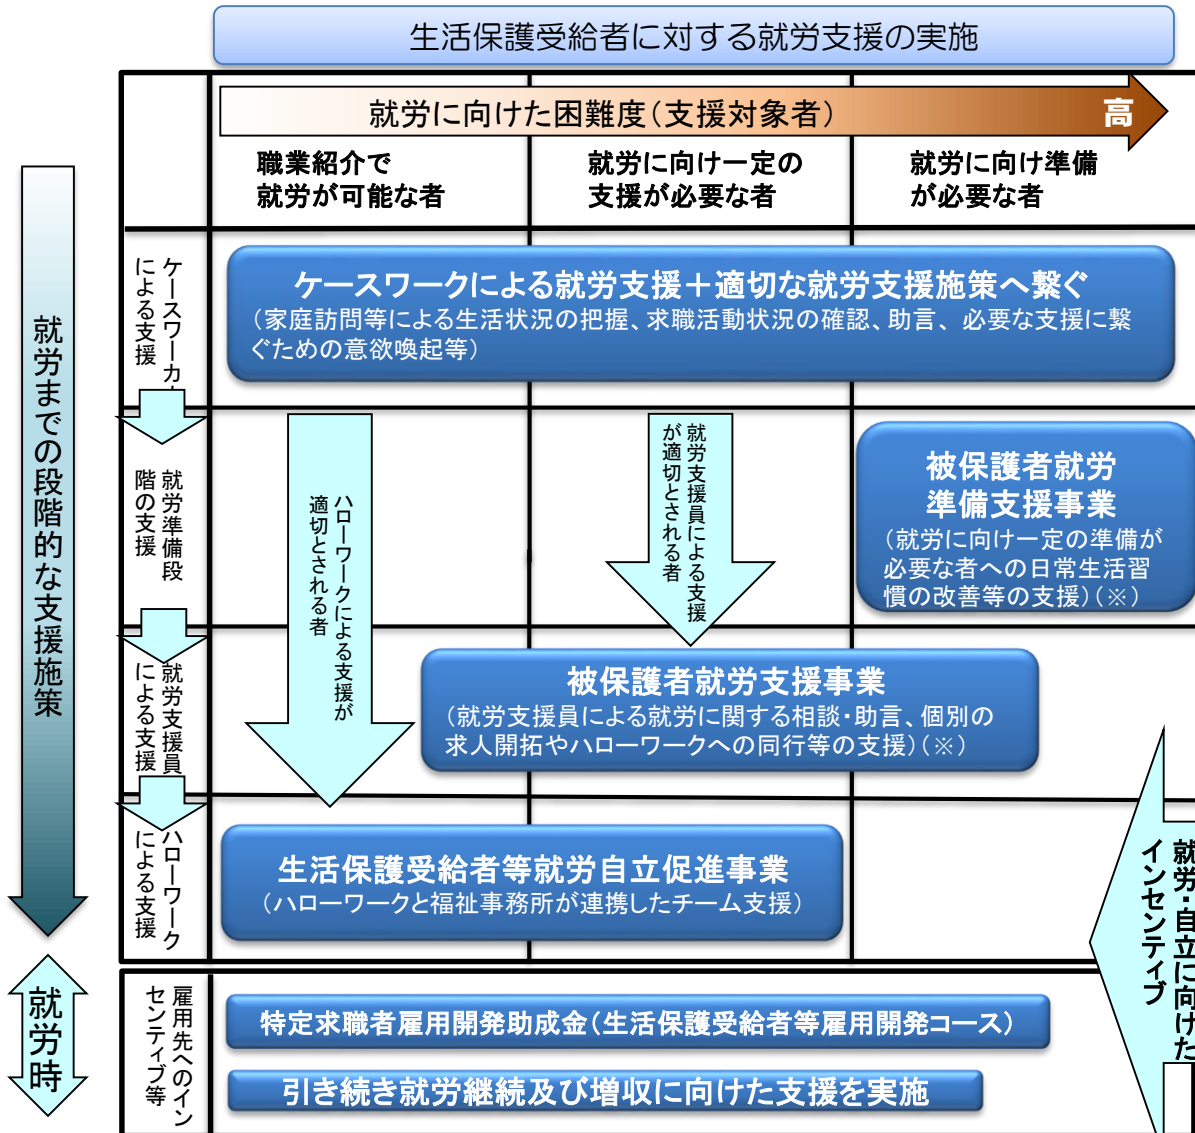 生活保護受給者に対する就労支援の実施
就労に向けた困難度（支援対象者）
高
職業紹介で
就労が可能な者
就労に向け一定の
支援が必要な者
就労に向け準備
が必要な者
就労までの段階的な支援施策
ケースワーカー
による支援
ケースワークによる就労支援＋適切な就労支援施策へ繋ぐ
（家庭訪問等による生活状況の把握、求職活動状況の確認、助言、 必要な支援に繋
ぐための意欲喚起等）
就労準備段
階の支援
ハローワークによる支援が
適切とされる者
就労支援員による支援
が適切とされる者
被保護者就労
準備支援事業
（就労に向け一定の準備が
必要な者への日常生活習
慣の改善等の支援）（※）
就労支援員
による支援
被保護者就労支援事業
（就労支援員による就労に関する相談・助言、個別の
求人開拓やハローワークへの同行等の支援）（※）
ハローワーク
による支援
生活保護受給者等就労自立促進事業
（ハローワークと福祉事務所が連携したチーム支援）
就労・自立に向けた
インセンティブ
就労時
雇用先へのイン
センティブ等
特定求職者雇用開発助成金（生活保護受給者等雇用開発コース）
引き続き就労継続及び増収に向けた支援を実施